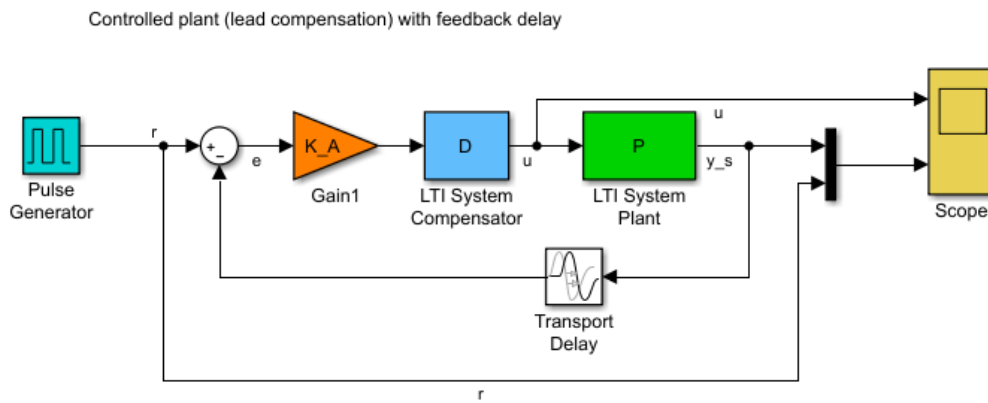 Controlled plant (lead compensation) with feedback delay
r
Pulse
Generator
+
-
e
K_A
Gain1
D
LTI System
Compensator
u
P
LTI System
Plant
u
y_s
Scope
Transport
Delay
r